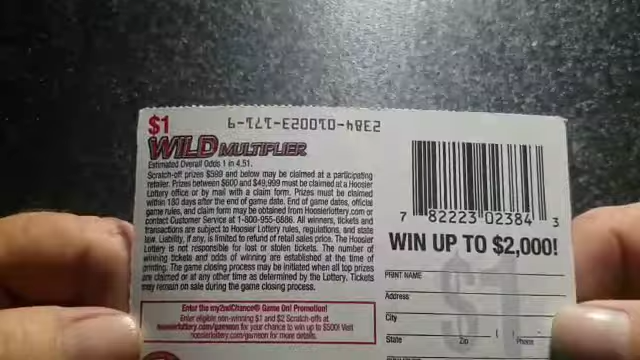 $1
WILD MULTIPLIER
Estimated Overall Odds 1 in 4.51.
Scratch-off prizes $599 and below may be claimed at a participating
retailer. Prizes between $600 and $49,999 must be claimed at a Hoosier
Lottery office or by mail with a claim form. Prizes must be claimed
within 180 days after the end of game date. End of game dates, official
game rules, and claim form may be obtained from Hoosierlottery.com or
contact Customer Service at 1-800-955-6886. All winners, tickets and
transactions are subject to Hoosier Lottery rules, regulations, and state
law. Liability, if any, is limited to refund of retail sales price. The Hoosier
Lottery is not responsible for lost or stolen tickets. The number of
winning tickets and odds of winning are established at the time of
printing. The game closing process may be initiated when all top prizes
are claimed or at any other time as determined by the Lottery. Tickets
may remain on sale during the game closing process.
Enter the my2ndChance® Game On! Promotion!
Enter eligible non-winning $1 and $2 Scratch-offs at
hoosierlottery.com/gameon for your chance to win up to $500! Visit
hoosierlottery.com/gameon for more details.
7 82223 02384 3
WIN UP TO $2,000!
PRINT NAME
Address
City
State Zip ( ) - Phone